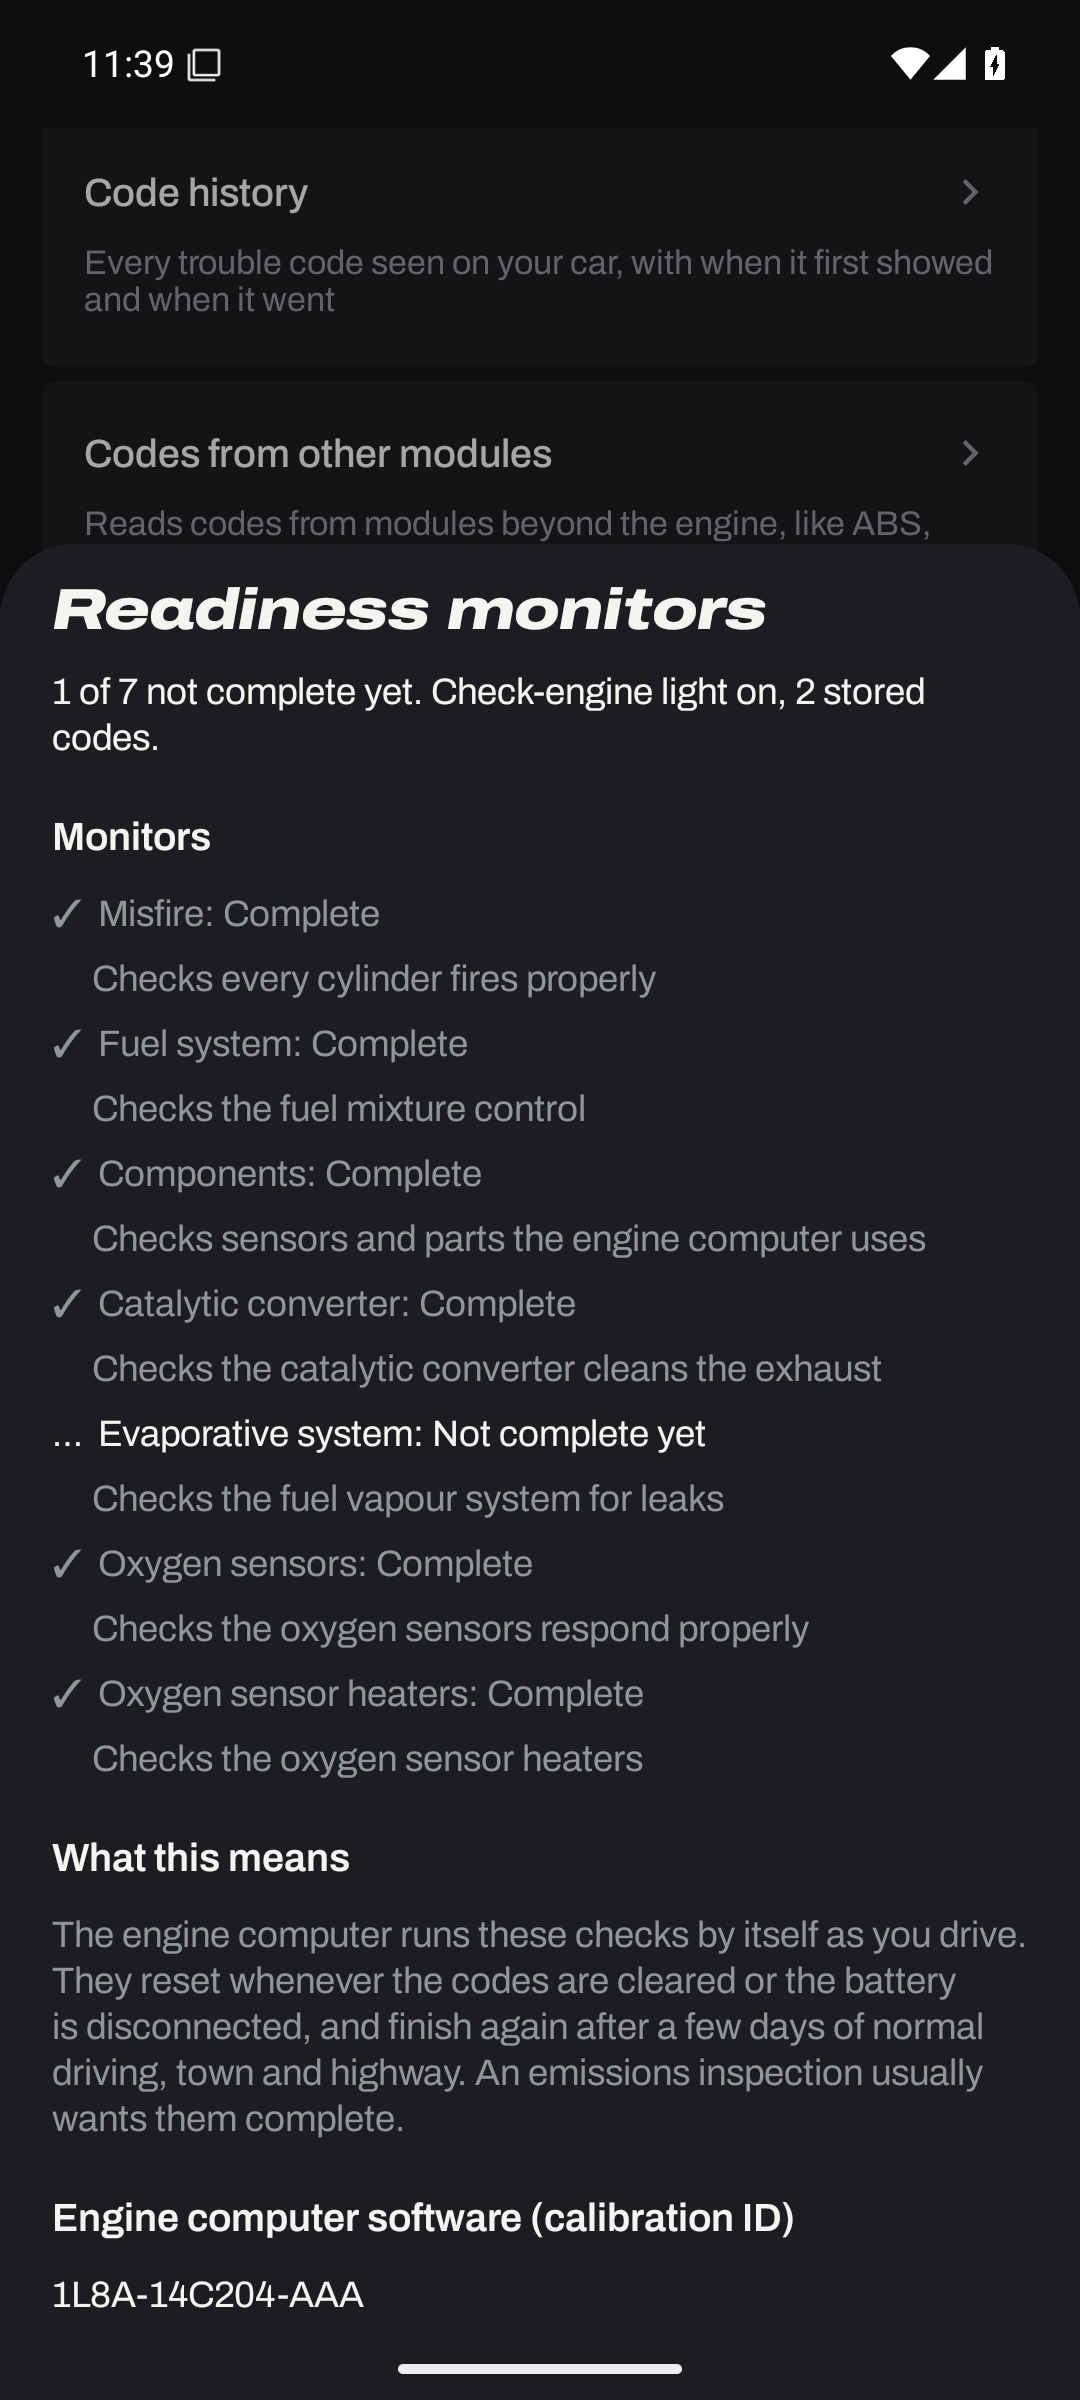 11:39
Code history
Every trouble code seen on your car, with when it first showed
and when it went
Codes from other modules
Reads codes from modules beyond the engine, like ABS,
Readiness monitors
1 of 7 not complete yet. Check-engine light on, 2 stored
codes.
Monitors
✓ Misfire: Complete
Checks every cylinder fires properly
✓ Fuel system: Complete
Checks the fuel mixture control
✓ Components: Complete
Checks sensors and parts the engine computer uses
✓ Catalytic converter: Complete
Checks the catalytic converter cleans the exhaust
... Evaporative system: Not complete yet
Checks the fuel vapour system for leaks
✓ Oxygen sensors: Complete
Checks the oxygen sensors respond properly
✓ Oxygen sensor heaters: Complete
Checks the oxygen sensor heaters
What this means
The engine computer runs these checks by itself as you drive.
They reset whenever the codes are cleared or the battery
is disconnected, and finish again after a few days of normal
driving, town and highway. An emissions inspection usually
wants them complete.
Engine computer software (calibration ID)
1L8A-14C204-AAA